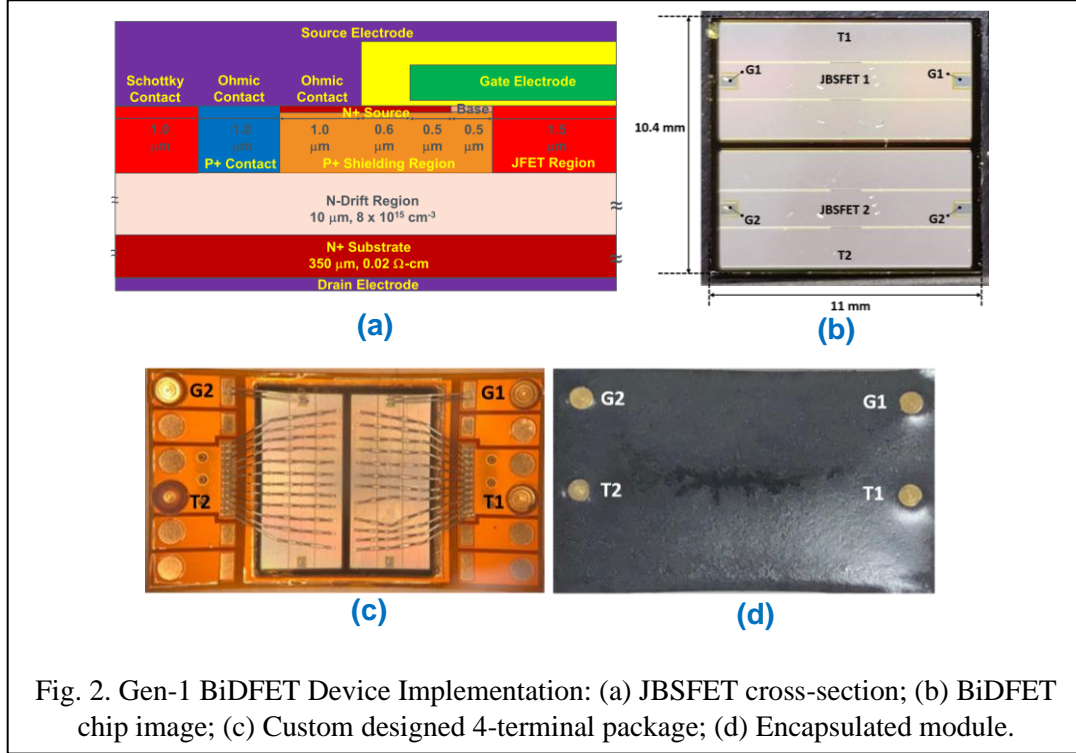 Source Electrode
Schottky Contact
Ohmic Contact
Ohmic Contact
Gate Electrode
N+ Source
Base
1.0 μm
1.0 μm
1.0 μm
0.6 μm
0.5 μm
0.5 μm
1.5 μm
P+ Contact
P+ Shielding Region
JFET Region
N-Drift Region
10 μm, 8 x 10¹⁵ cm⁻³
N+ Substrate
350 μm, 0.02 Ω-cm
Drain Electrode
(a)
T1
G1
JBSFET 1
G1
10.4 mm
G2
JBSFET 2
G2
T2
11 mm
(b)
G2
G1
T2
T1
(c)
G2
G1
T2
T1
(d)
Fig. 2. Gen-1 BiDFET Device Implementation: (a) JBSFET cross-section; (b) BiDFET
chip image; (c) Custom designed 4-terminal package; (d) Encapsulated module.